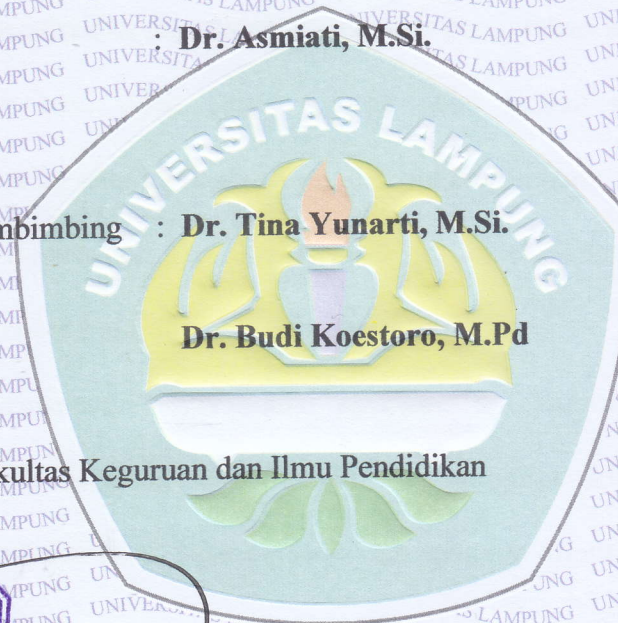 : Dr. Asmiati, M.Si.
mbimbing : Dr. Tina Yunarti, M.Si.
Dr. Budi Koestoro, M.Pd
kultas Keguruan dan Ilmu Pendidikan
UNIVERSITAS LAMPUNG